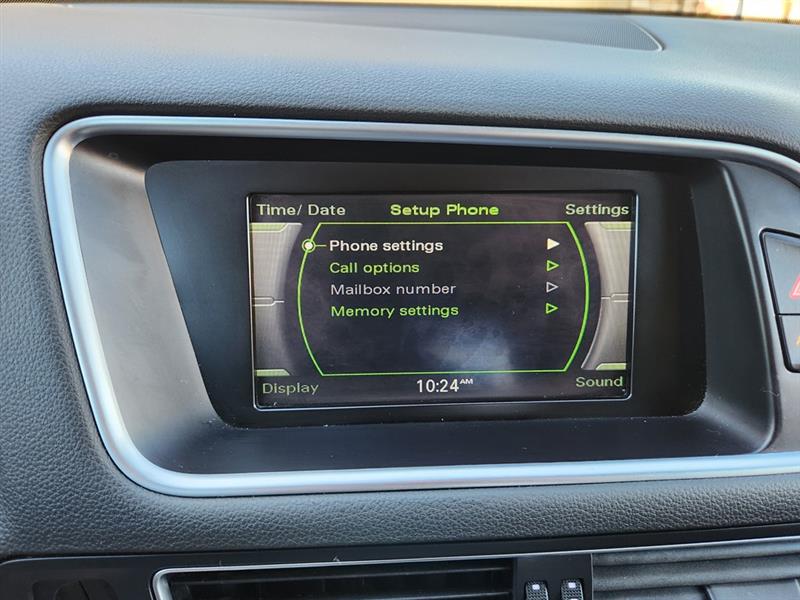 Time/ Date Setup Phone Settings
Phone settings
Call options
Mailbox number
Memory settings
Display 10:24AM Sound